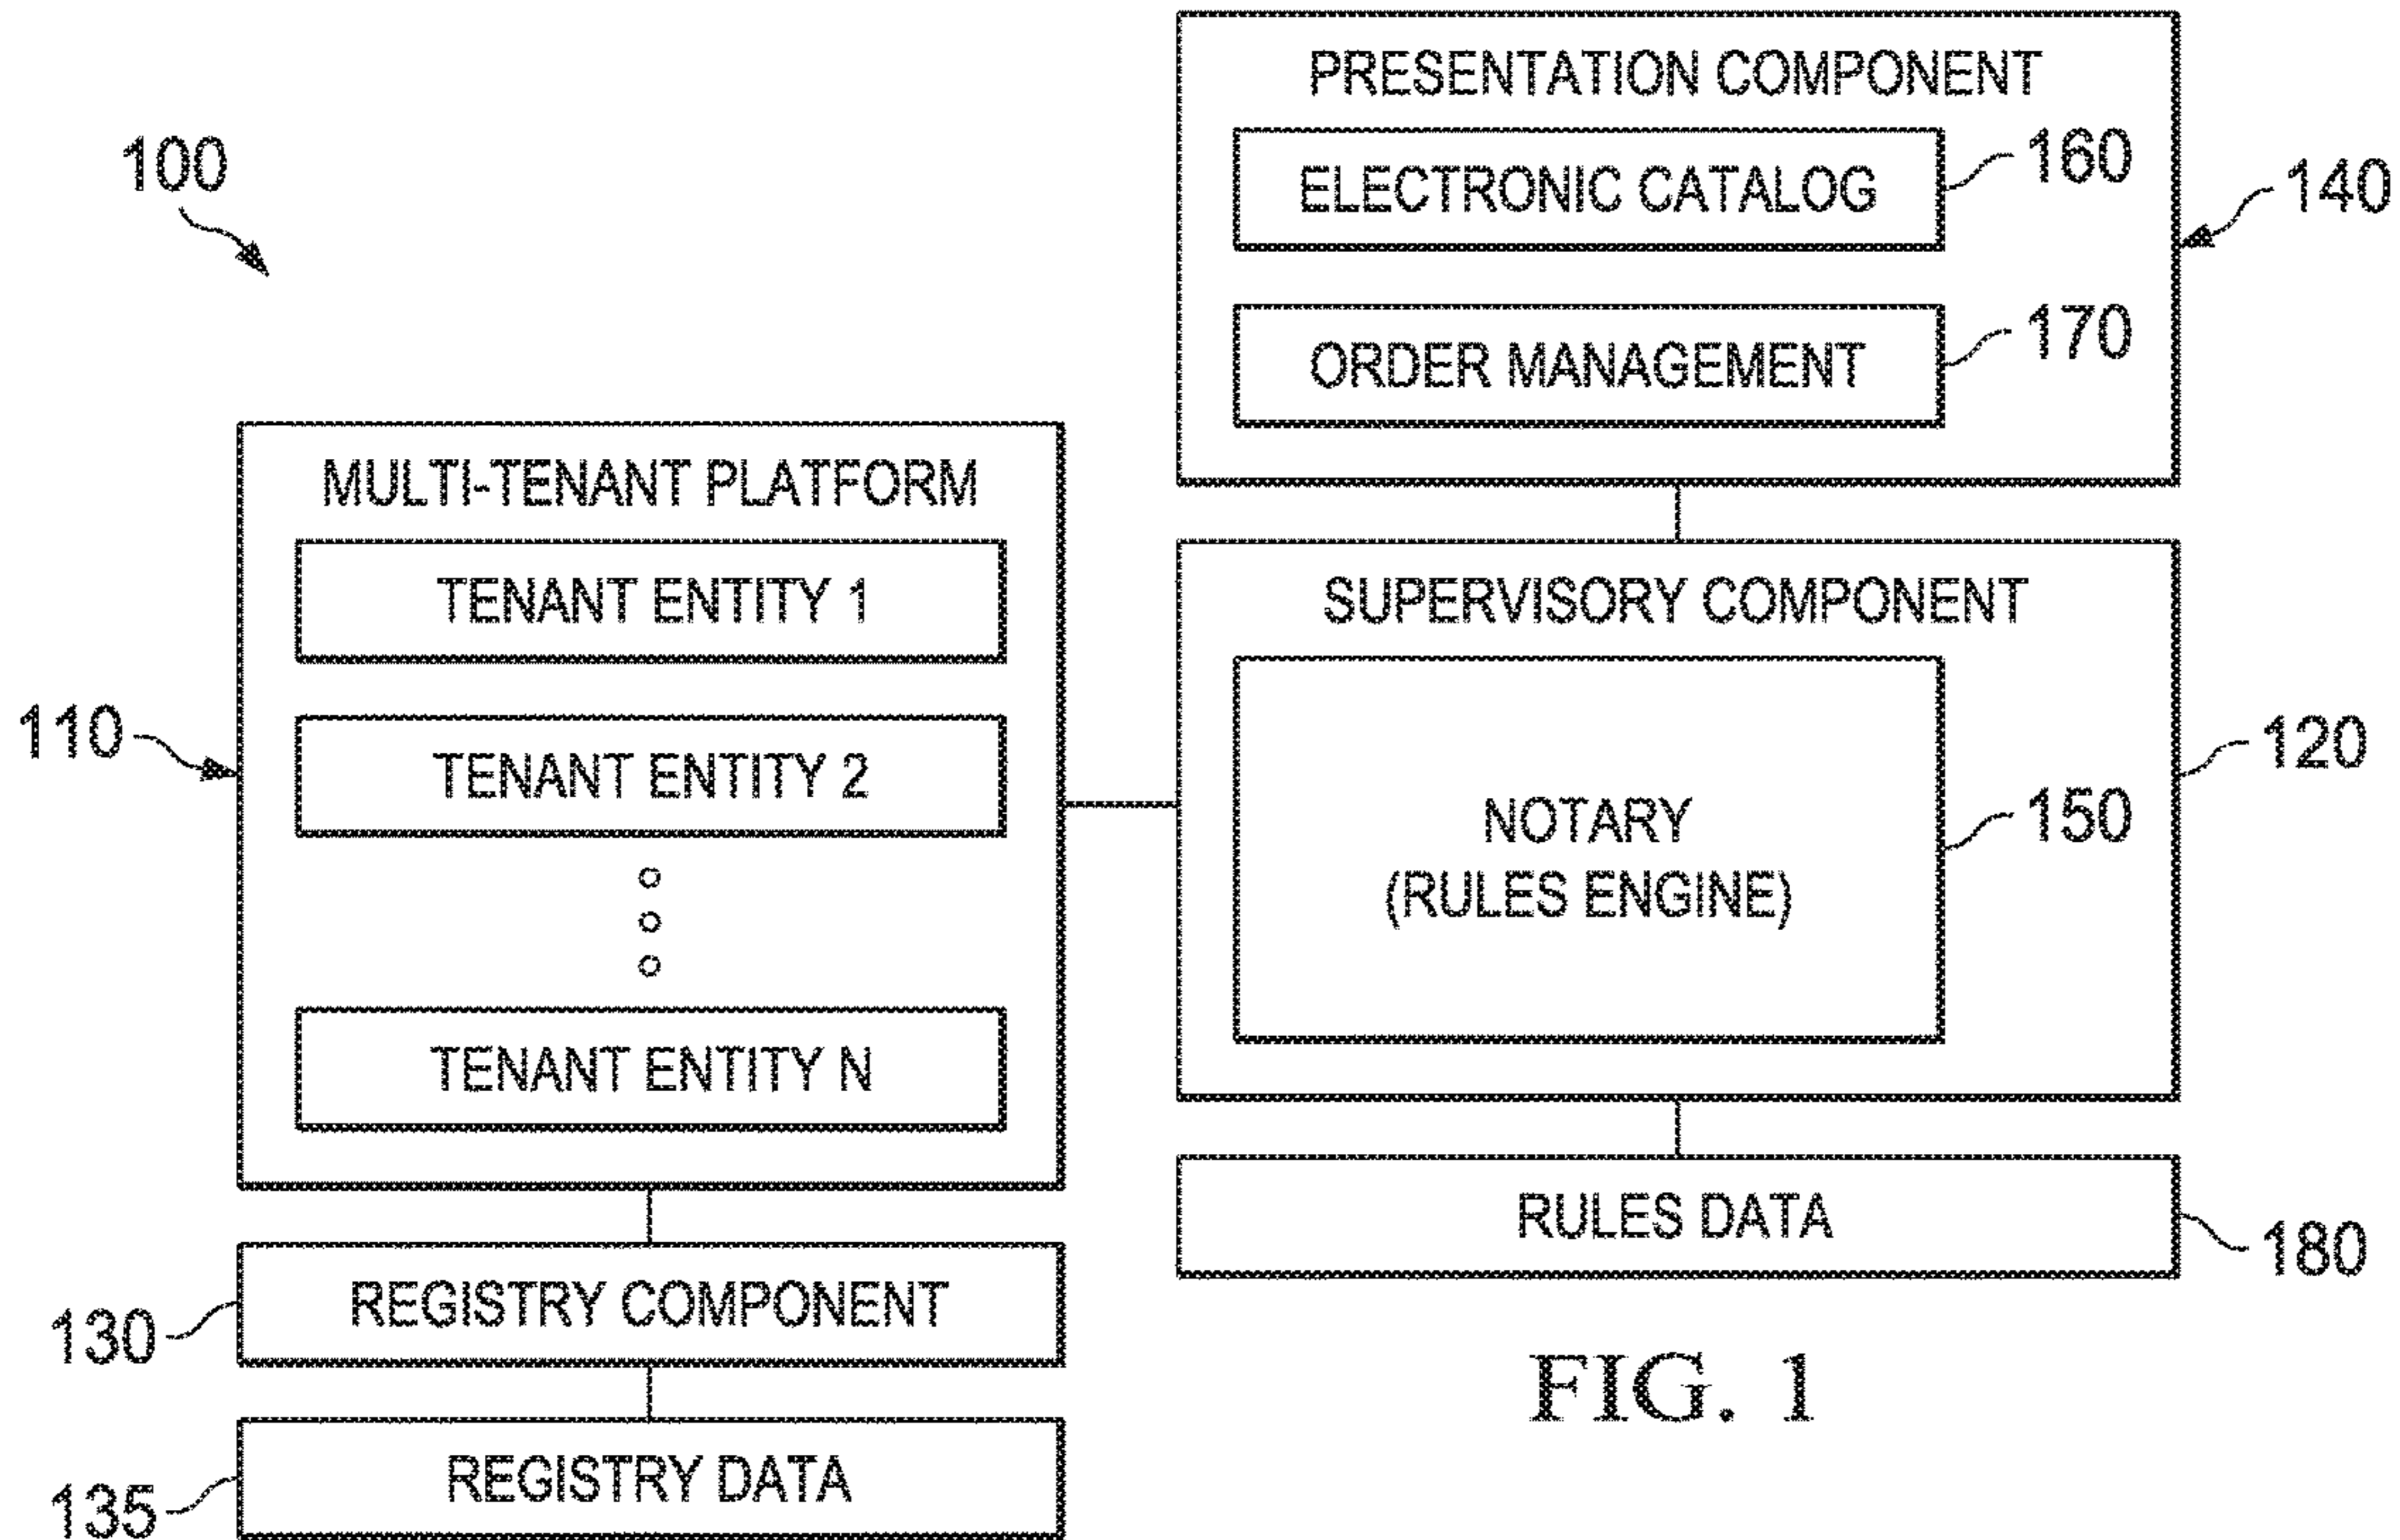 100
PRESENTATION COMPONENT
ELECTRONIC CATALOG
160
140
ORDER MANAGEMENT
170
MULTI-TENANT PLATFORM
TENANT ENTITY 1
110
TENANT ENTITY 2
TENANT ENTITY N
SUPERVISORY COMPONENT
120
NOTARY
(RULES ENGINE)
150
RULES DATA
180
REGISTRY COMPONENT
130
REGISTRY DATA
135
FIG. 1